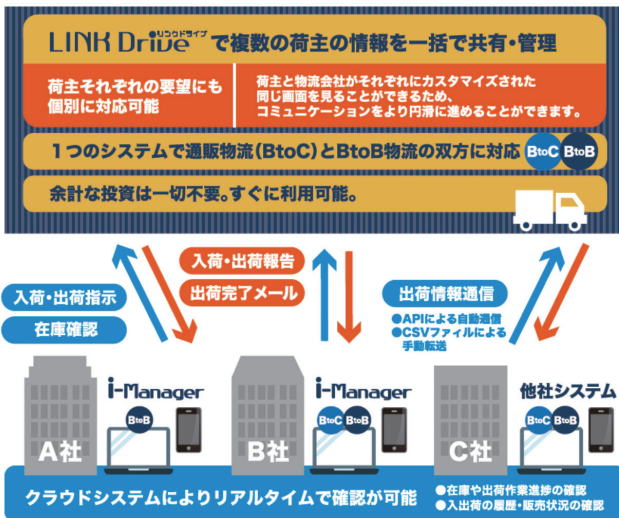 LINK Drive リンクドライブ で複数の荷主の情報を一括で共有・管理
荷主それぞれの要望にも
個別に対応可能
荷主と物流会社がそれぞれにカスタマイズされた
同じ画面を見ることができるため、
コミュニケーションをより円滑に進めることができます。
1つのシステムで通販物流(BtoC)とBtoB物流の双方に対応 BtoC BtoB
余計な投資は一切不要。すぐに利用可能。
入荷・出荷指示
在庫確認
入荷・出荷報告
出荷完了メール
出荷情報通信
●APIによる自動通信
●CSVファイルによる
手動転送
A社
i-Manager
BtoB
B社
i-Manager
BtoC BtoB
C社
他社システム
BtoC BtoB
クラウドシステムによりリアルタイムで確認が可能
●在庫や出荷作業進捗の確認
●入出荷の履歴・販売状況の確認